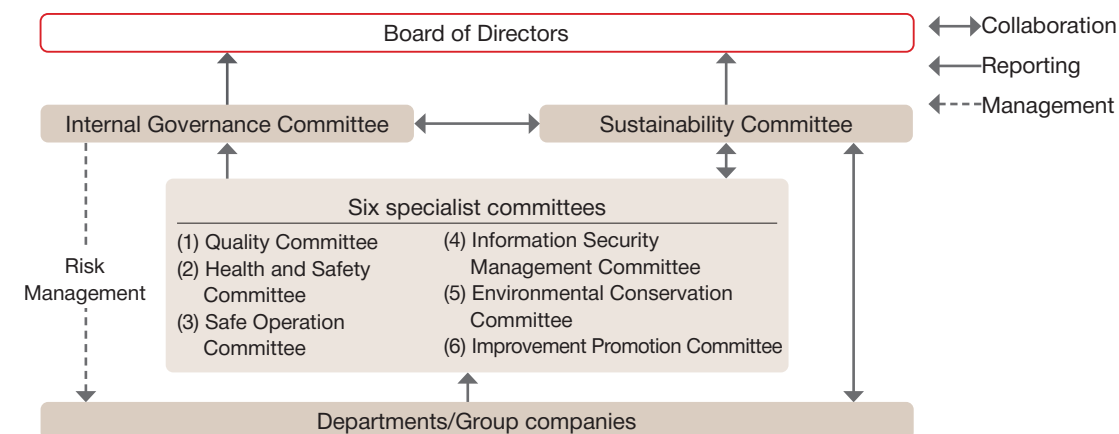 Board of Directors
Collaboration
Reporting
Management
Internal Governance Committee
Sustainability Committee
Six specialist committees
(1) Quality Committee
(2) Health and Safety
Committee
(3) Safe Operation
Committee
(4) Information Security
Management Committee
(5) Environmental Conservation
Committee
(6) Improvement Promotion Committee
Risk
Management
Departments/Group companies